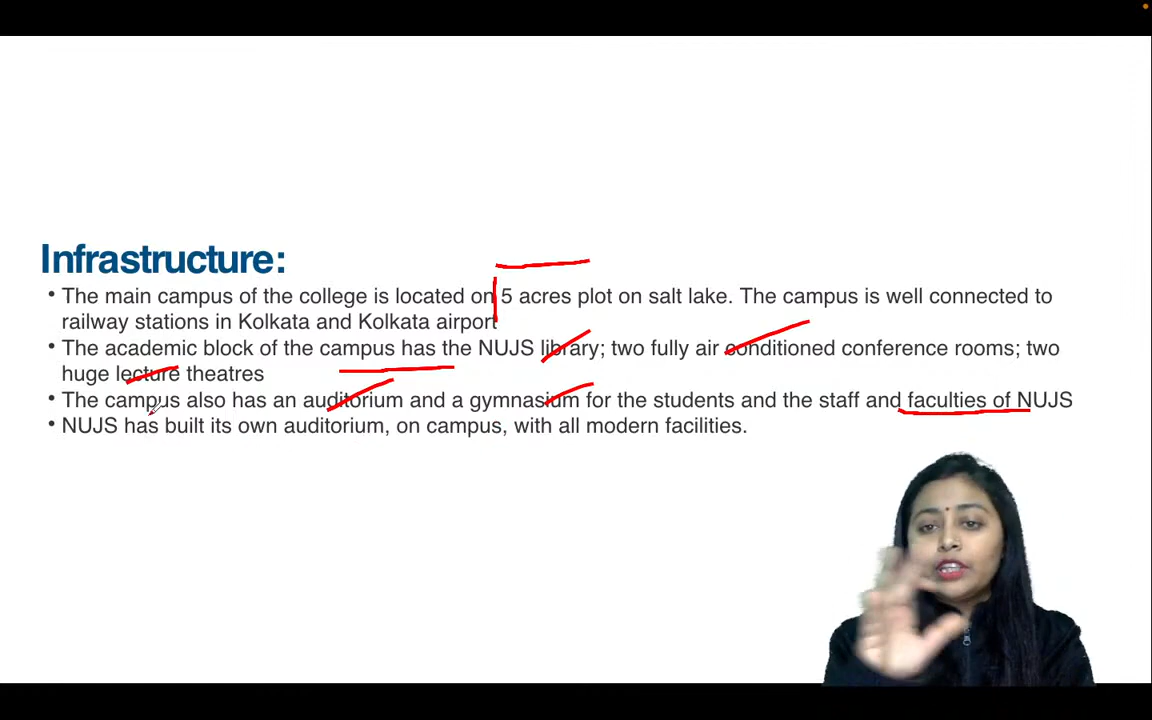 Infrastructure:
• The main campus of the college is located on 5 acres plot on salt lake. The campus is well connected to
railway stations in Kolkata and Kolkata airport
• The academic block of the campus has the NUJS library; two fully air conditioned conference rooms; two
huge lecture theatres
• The campus also has an auditorium and a gymnasium for the students and the staff and faculties of NUJS
• NUJS has built its own auditorium, on campus, with all modern facilities.